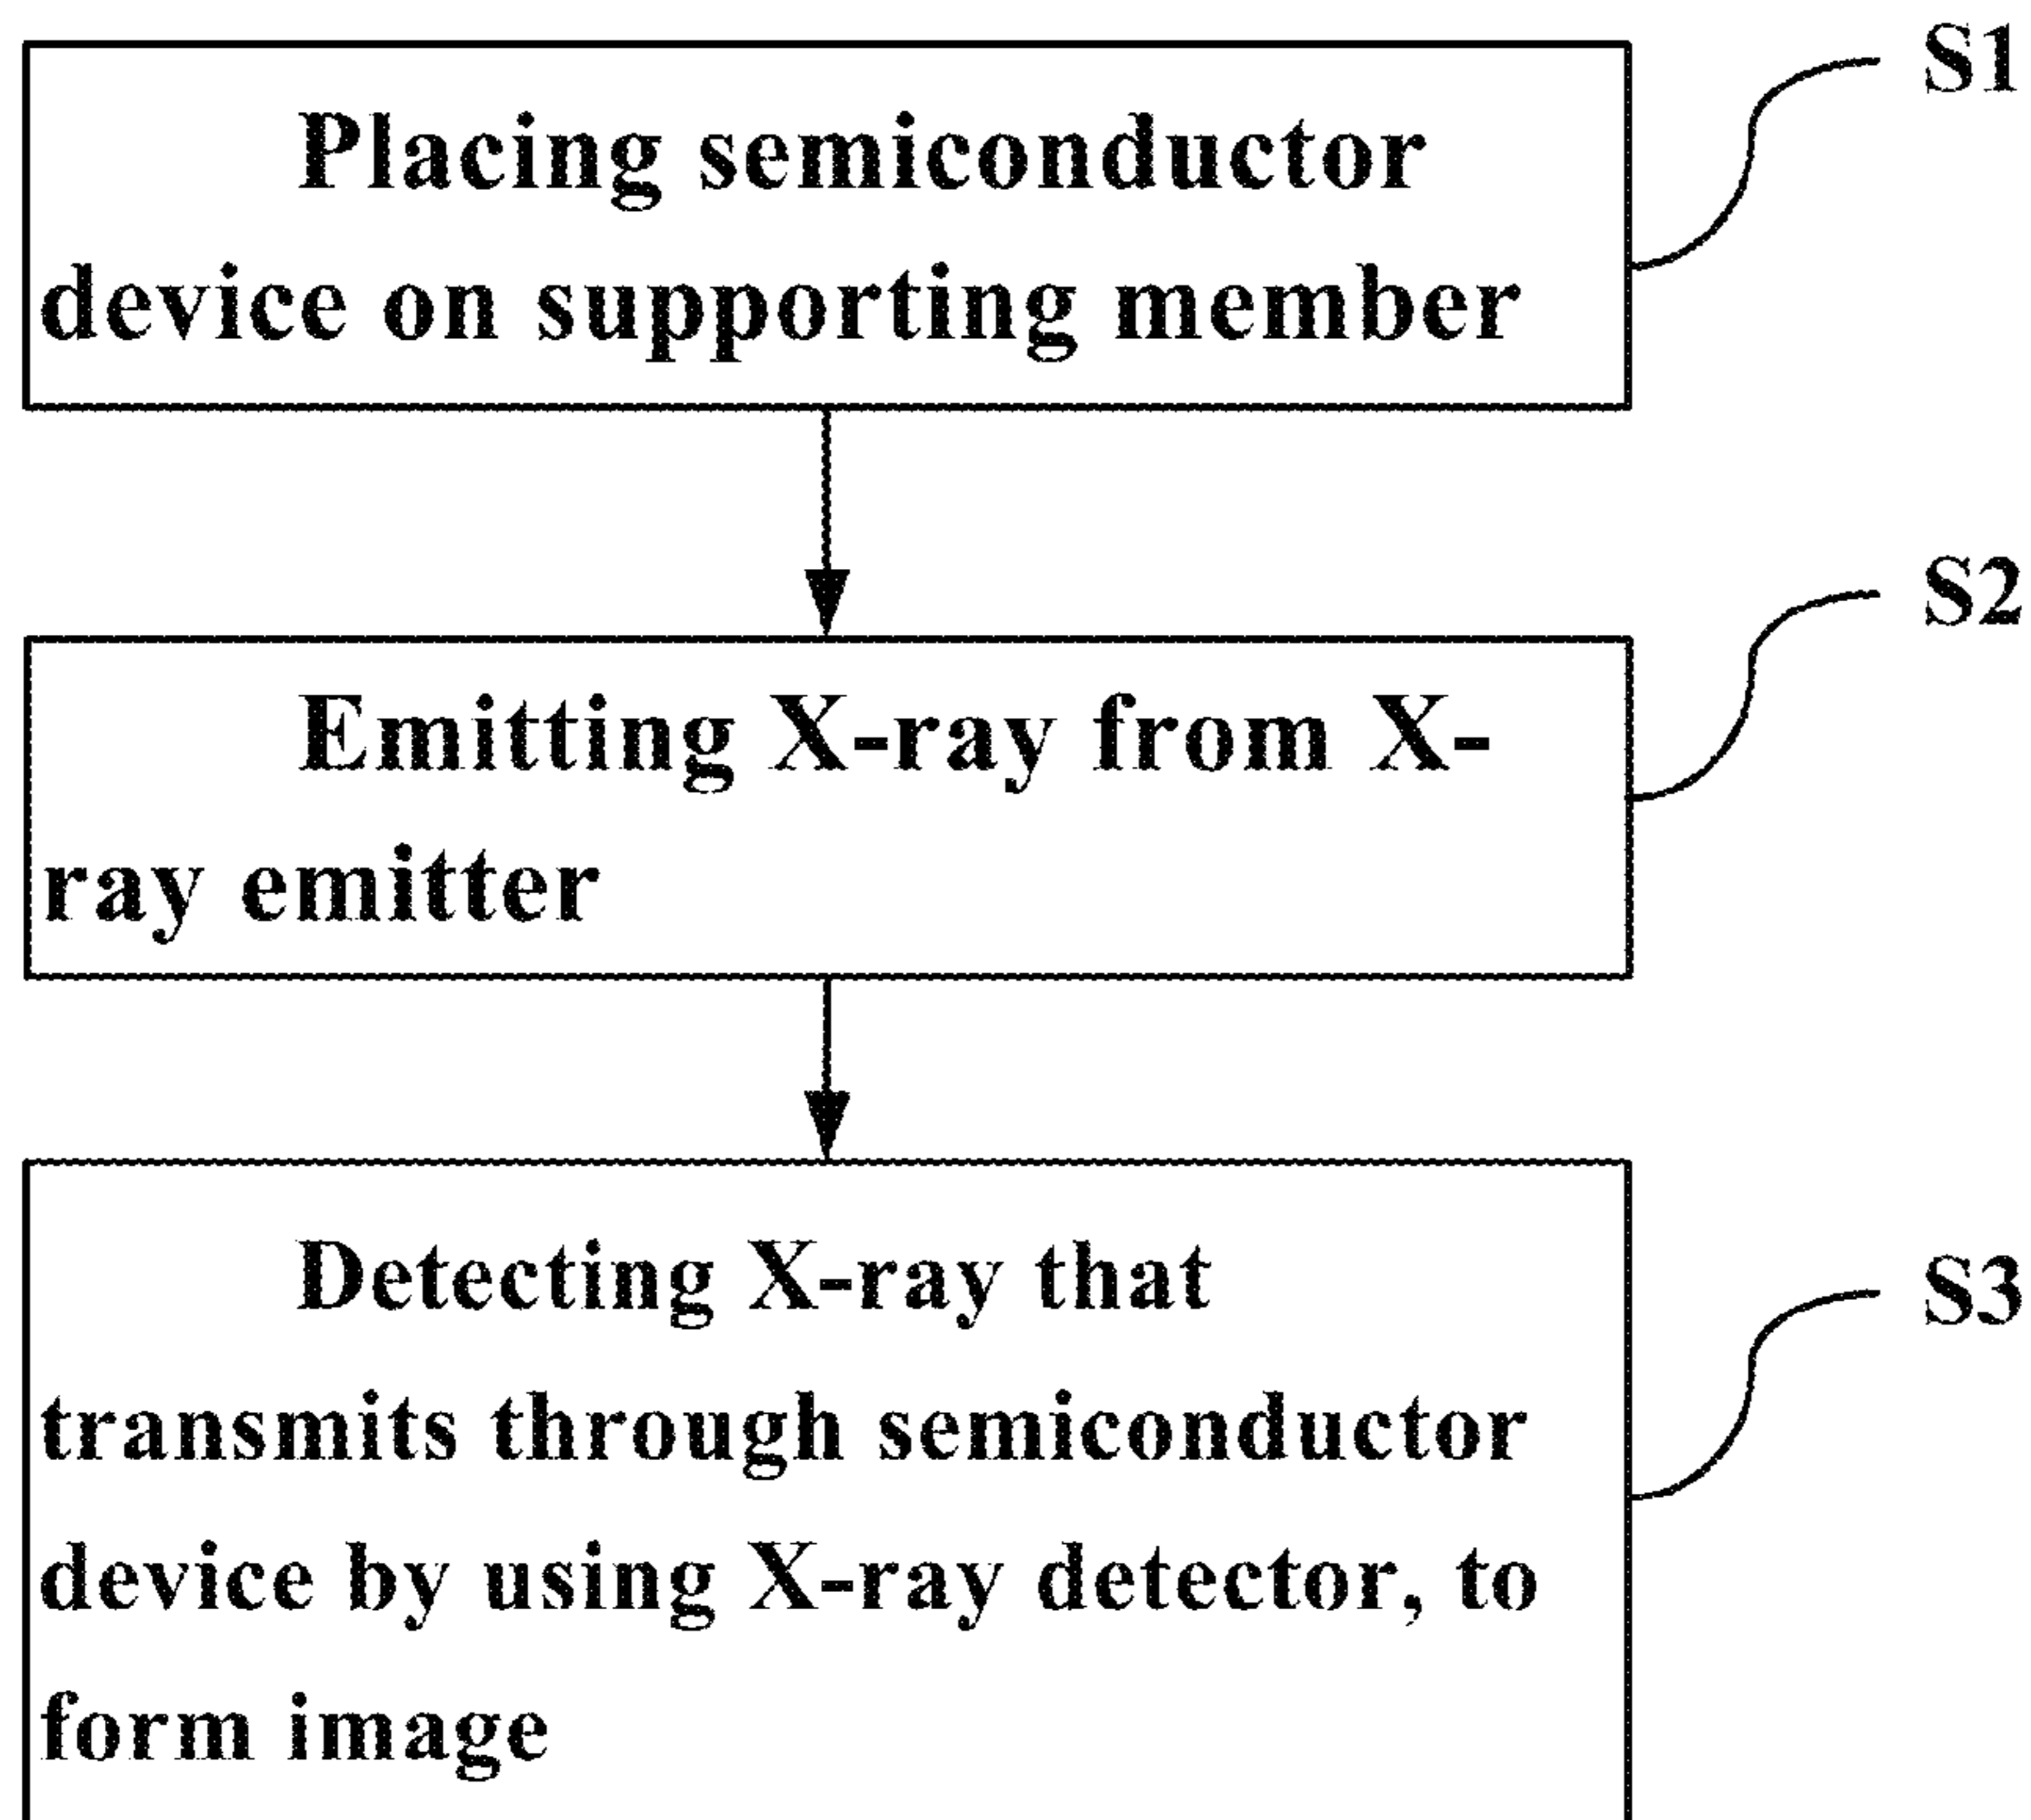 S1
Placing semiconductor
device on supporting member
S2
Emitting X-ray from X-
ray emitter
S3
Detecting X-ray that
transmits through semiconductor
device by using X-ray detector, to
form image